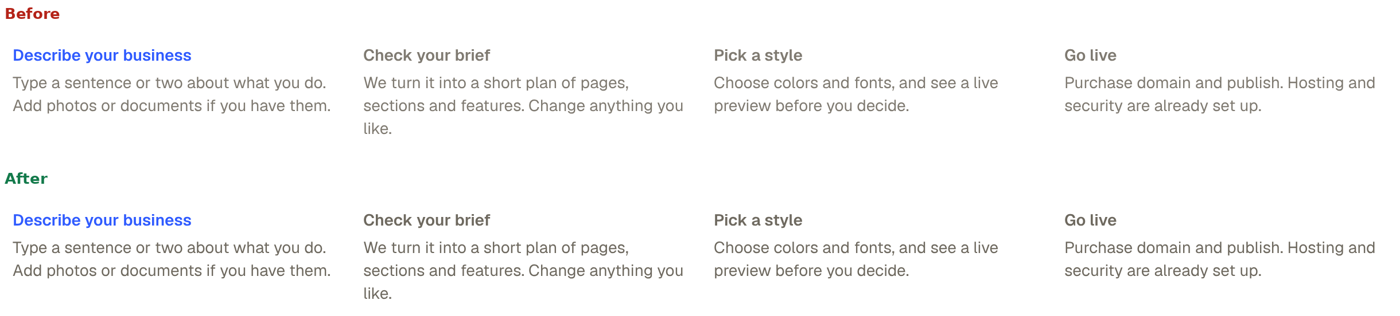 Before
Describe your business
Type a sentence or two about what you do.
Add photos or documents if you have them.
Check your brief
We turn it into a short plan of pages,
sections and features. Change anything you
like.
Pick a style
Choose colors and fonts, and see a live
preview before you decide.
Go live
Purchase domain and publish. Hosting and
security are already set up.
After
Describe your business
Type a sentence or two about what you do.
Add photos or documents if you have them.
Check your brief
We turn it into a short plan of pages,
sections and features. Change anything you
like.
Pick a style
Choose colors and fonts, and see a live
preview before you decide.
Go live
Purchase domain and publish. Hosting and
security are already set up.